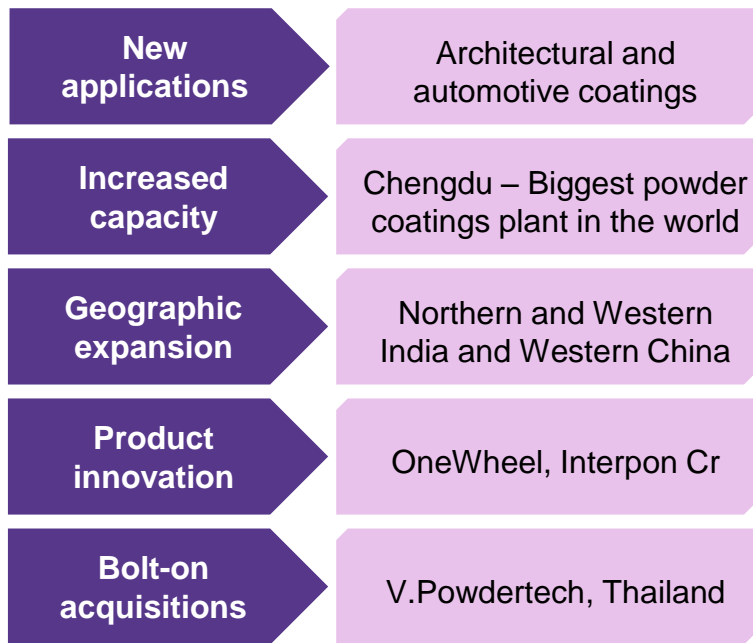 New
applications
Architectural and
automotive coatings
Increased
capacity
Chengdu – Biggest powder
coatings plant in the world
Geographic
expansion
Northern and Western
India and Western China
Product
innovation
OneWheel, Interpon Cr
Bolt-on
acquisitions
V.Powdertech, Thailand